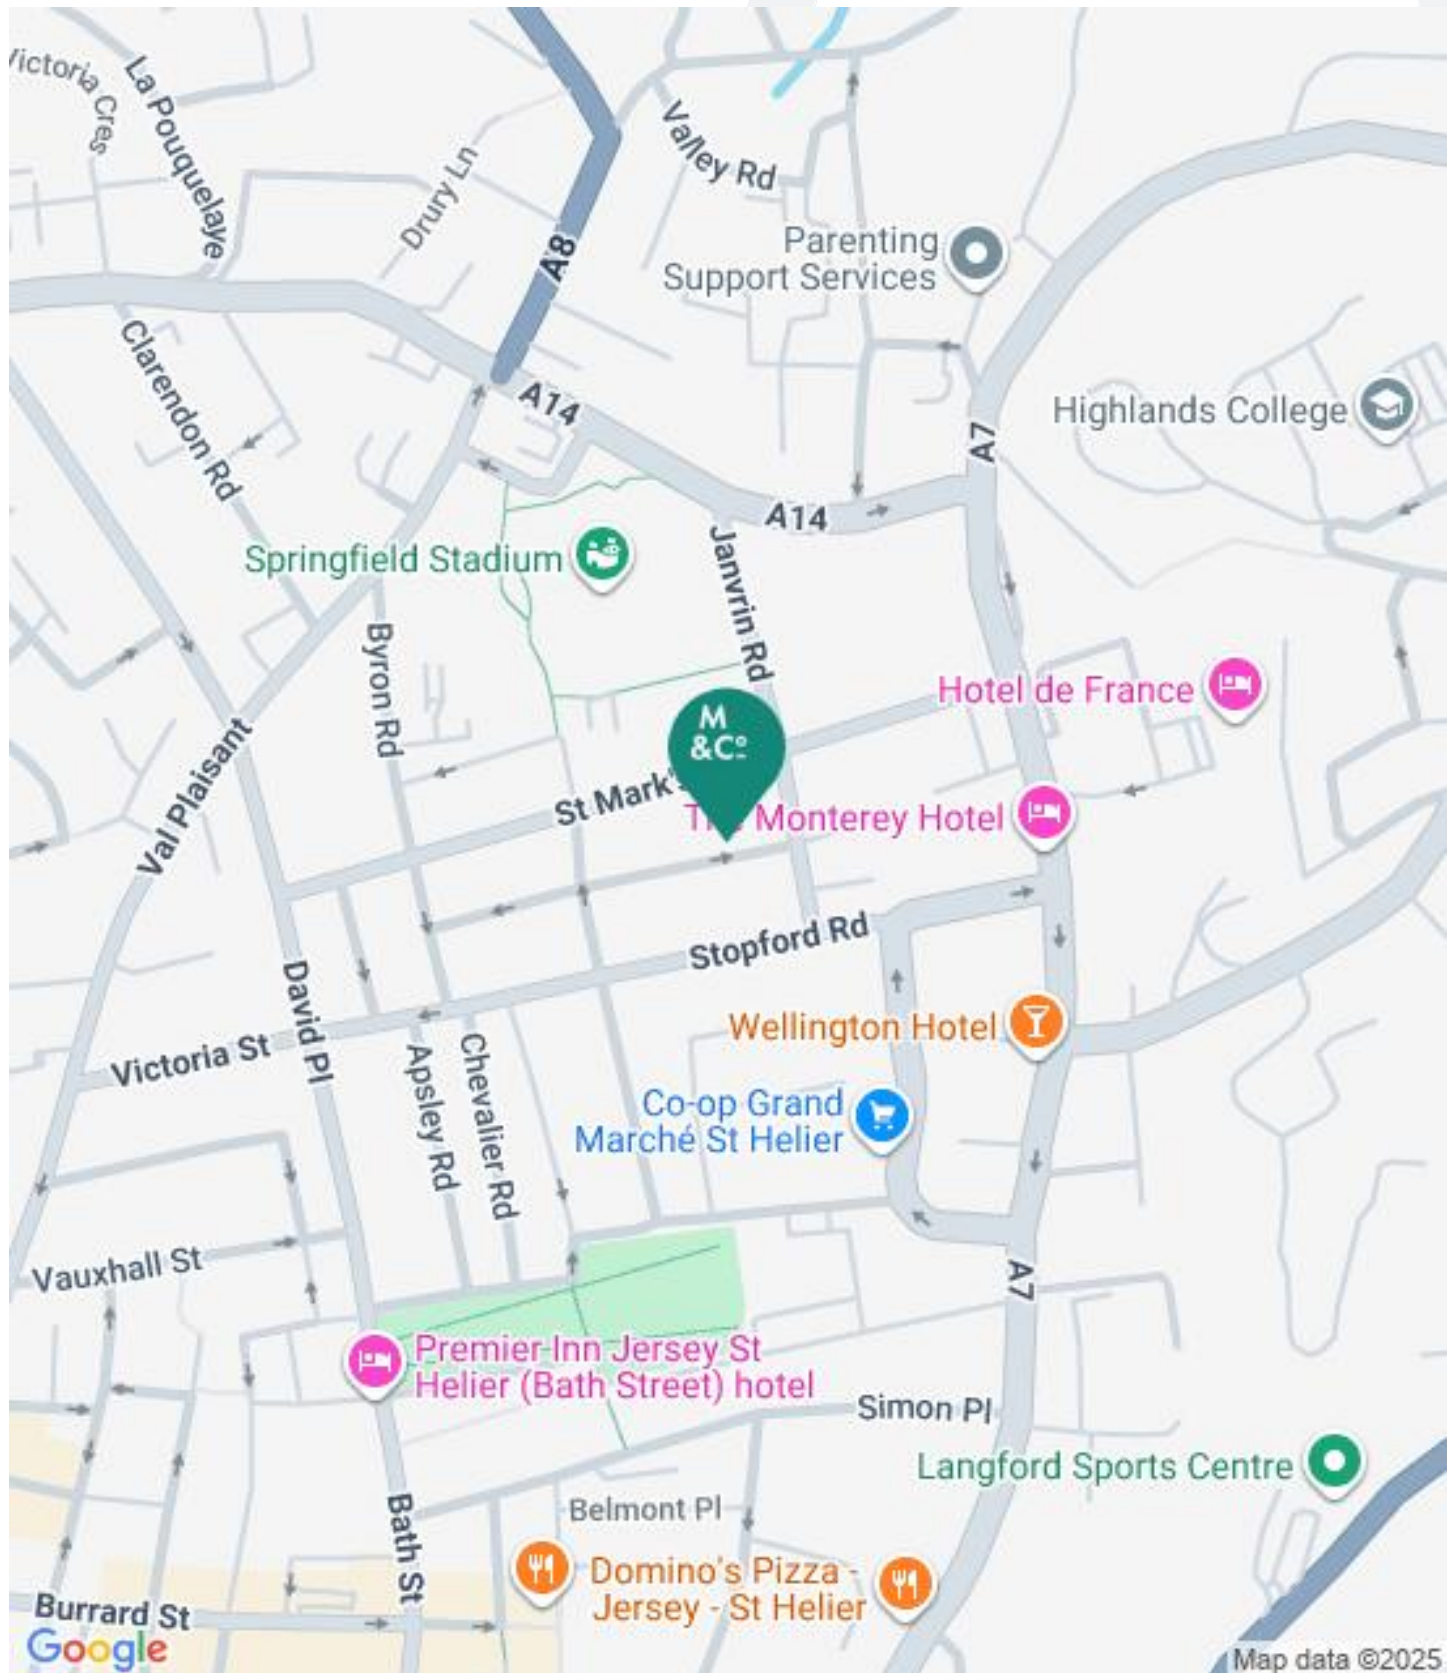 Victoria Cres
La Pouquelaye
Drury Ln
Valley Rd
A8
Parenting
Support Services
Clarendon Rd
A14
Highlands College
A7
A14
Springfield Stadium
Janvrin Rd
Byron Rd
Hotel de France
M
&Co
St Mark's
The Monterey Hotel
Val Plaisant
Stopford Rd
David Pl
Wellington Hotel
Victoria St
Apsley Rd
Chevalier Rd
Co-op Grand
Marché St Helier
Vauxhall St
A7
Premier Inn Jersey St
Helier (Bath Street) hotel
Simon Pl
Langford Sports Centre
Bath St
Belmont Pl
Domino's Pizza -
Jersey - St Helier
Burrard St
Google
Map data ©2025